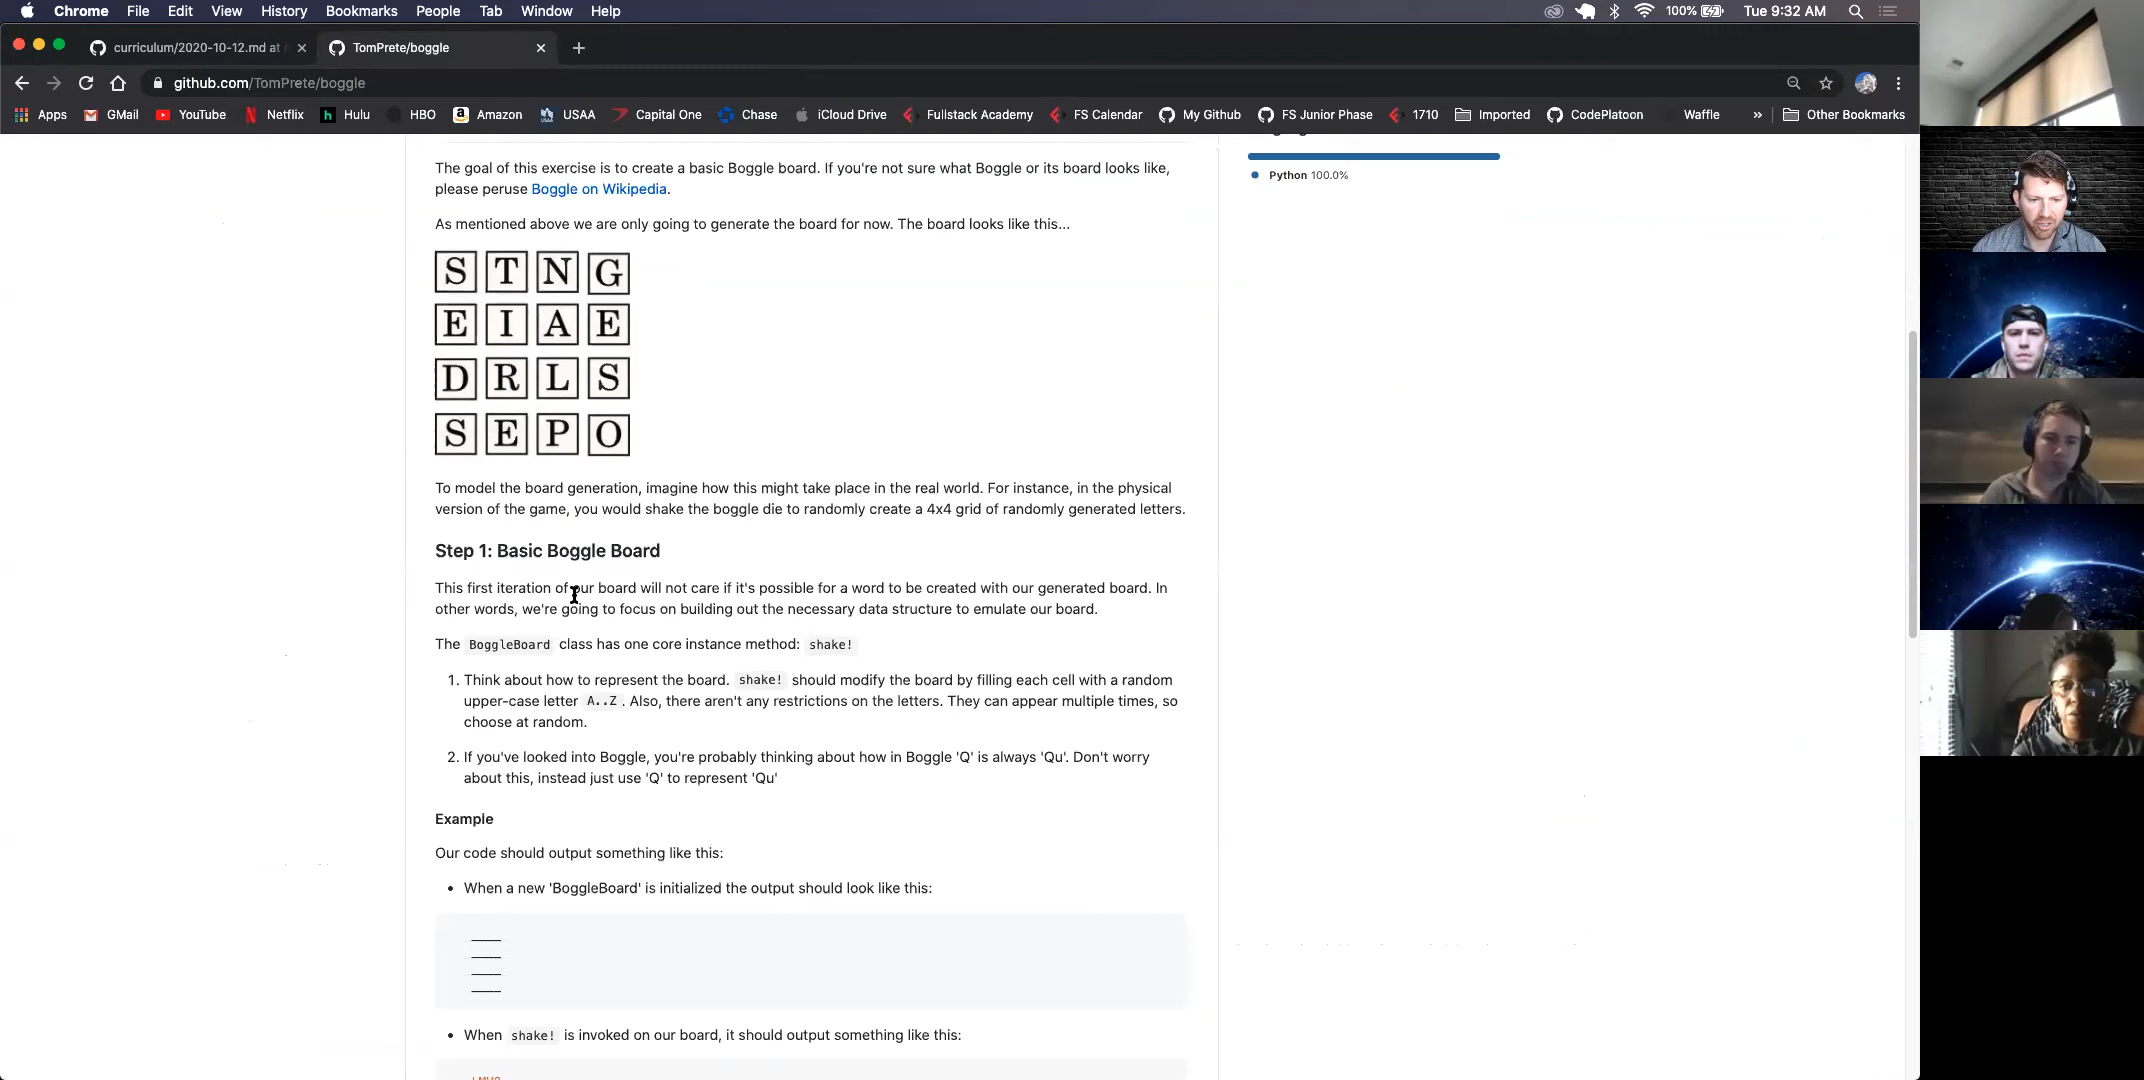 Chrome File Edit View History Bookmarks People Tab Window Help 100% Tue 9:32 AM
curriculum/2020-10-12.md at TomPrete/boggle
github.com/TomPrete/boggle
Apps GMail YouTube Netflix Hulu HBO Amazon USAA Capital One Chase iCloud Drive Fullstack Academy FS Calendar My Github FS Junior Phase 1710 Imported CodePlatoon Waffle » Other Bookmarks
The goal of this exercise is to create a basic Boggle board. If you're not sure what Boggle or its board looks like,
please peruse Boggle on Wikipedia.
Python 100.0%
As mentioned above we are only going to generate the board for now. The board looks like this...
S T N G
E I A E
D R L S
S E P O
To model the board generation, imagine how this might take place in the real world. For instance, in the physical
version of the game, you would shake the boggle die to randomly create a 4x4 grid of randomly generated letters.
Step 1: Basic Boggle Board
This first iteration of our board will not care if it's possible for a word to be created with our generated board. In
other words, we're going to focus on building out the necessary data structure to emulate our board.
The BoggleBoard class has one core instance method: shake!
1. Think about how to represent the board. shake! should modify the board by filling each cell with a random
upper-case letter A..Z. Also, there aren't any restrictions on the letters. They can appear multiple times, so
choose at random.
2. If you've looked into Boggle, you're probably thinking about how in Boggle 'Q' is always 'Qu'. Don't worry
about this, instead just use 'Q' to represent 'Qu'
Example
Our code should output something like this:
• When a new 'BoggleBoard' is initialized the output should look like this:
____
____
____
____
• When shake! is invoked on our board, it should output something like this: